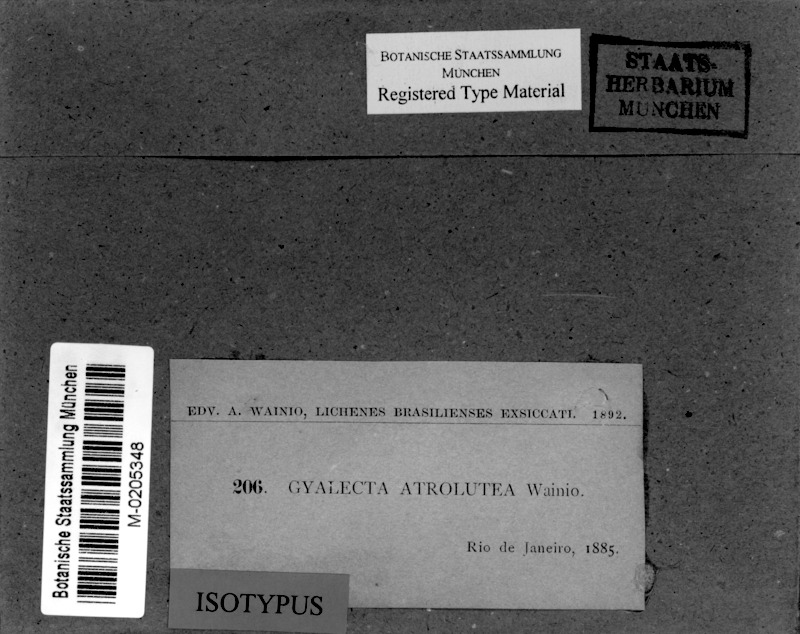 BOTANISCHE STAATSSAMMLUNG
MÜNCHEN
Registered Type Material
STAATS-
HERBARIUM
MÜNCHEN
Botanische Staatssammlung München
M-0205348
EDV. A. WAINIO, LICHENES BRASILIENSES EXSICCATI. 1892.
206. GYALECTA ATROLUTEA Wainio.
Rio de Janeiro, 1885.
ISOTYPUS